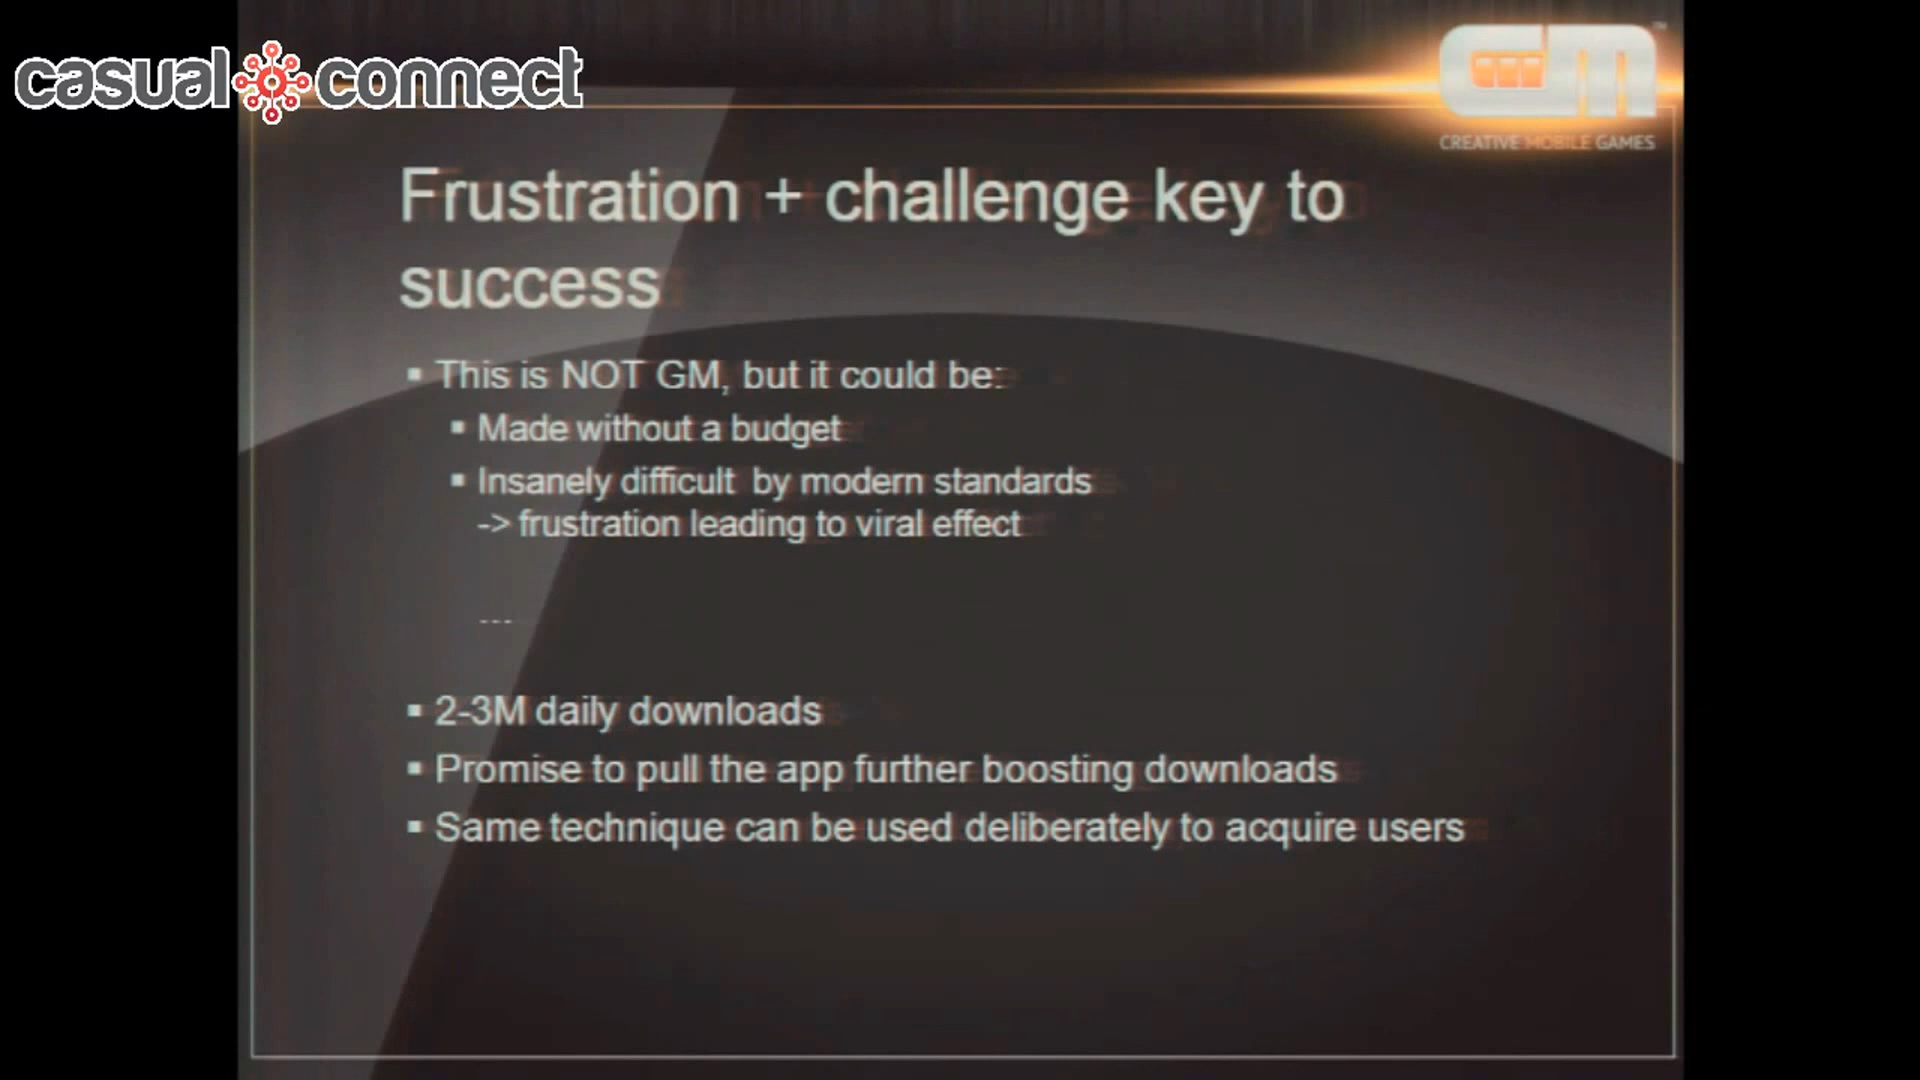 casual connect
CM
™
CREATIVE MOBILE GAMES
Frustration + challenge key to
success
▪ This is NOT GM, but it could be:
▪ Made without a budget
▪ Insanely difficult by modern standards
-> frustration leading to viral effect
---
▪ 2-3M daily downloads
▪ Promise to pull the app further boosting downloads
▪ Same technique can be used deliberately to acquire users